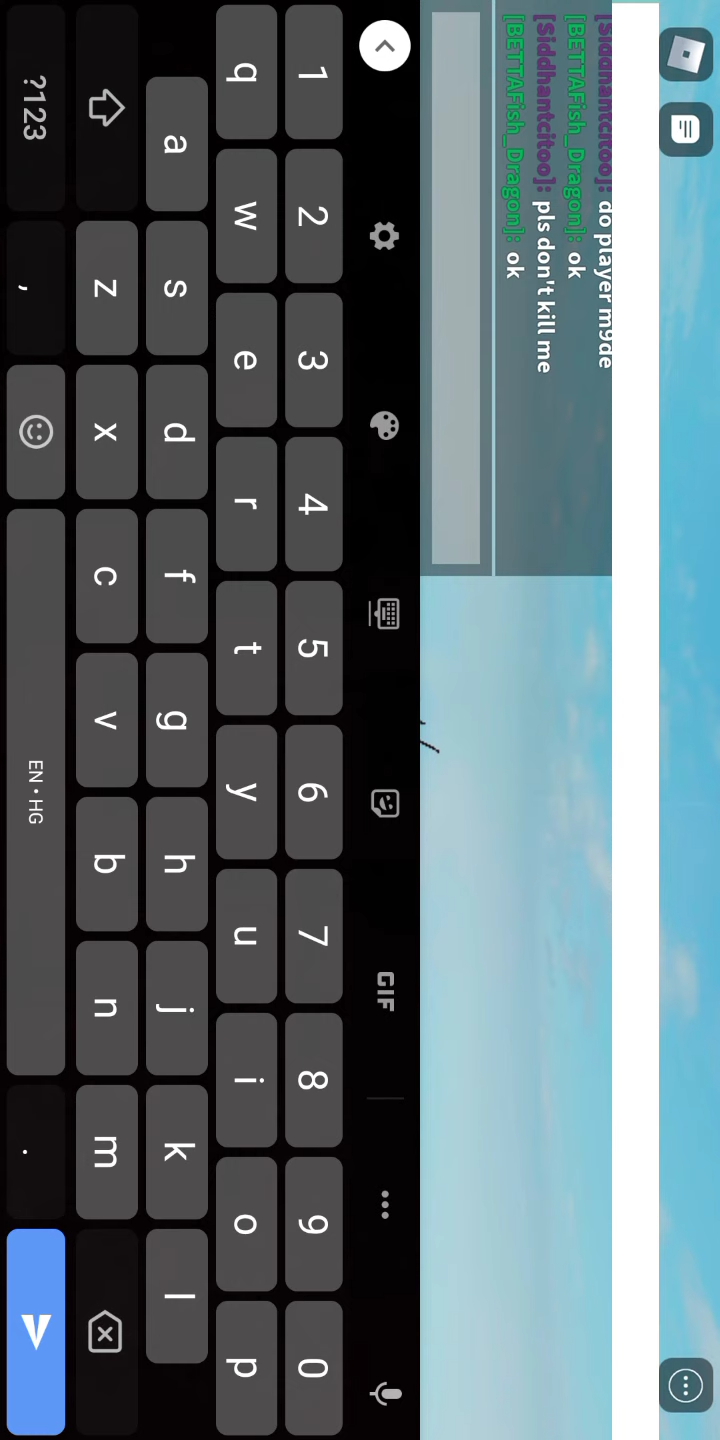 [Siddhantcitoo]: do player m9de
[BETTAFish_Dragon]: ok
[Siddhantcitoo]: pls don't kill me
[BETTAFish_Dragon]: ok
GIF
1 2 3 4 5 6 7 8 9 0
q w e r t y u i o p
a s d f g h j k l
z x c v b n m
?123 , EN • HG .